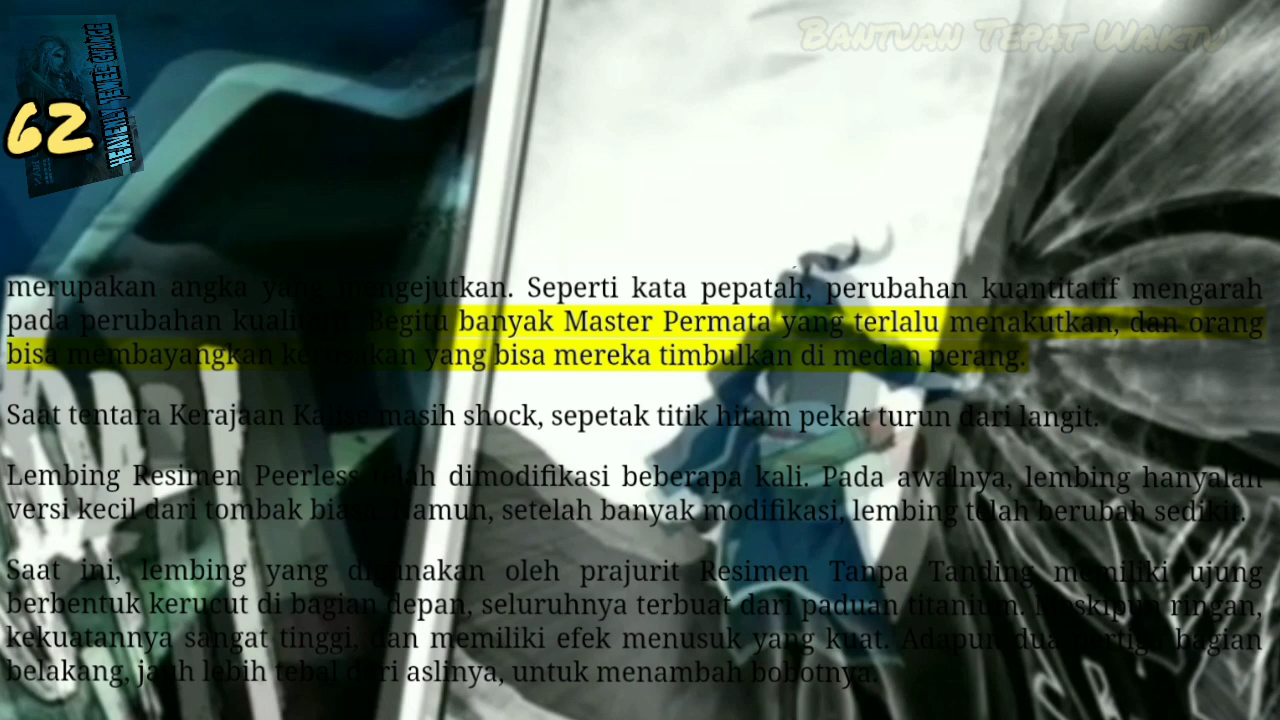 Bantuan Tepat Waktu
HEAVENLY JEWEL CHANGE
62
merupakan angka yang mengejutkan. Seperti kata pepatah, perubahan kuantitatif mengarah
pada perubahan kualitatif. Begitu banyak Master Permata yang terlalu menakutkan, dan orang
bisa membayangkan kerusakan yang bisa mereka timbulkan di medan perang.
Saat tentara Kerajaan Kalise masih shock, sepetak titik hitam pekat turun dari langit.
Lembing Resimen Peerless telah dimodifikasi beberapa kali. Pada awalnya, lembing hanyalah
versi kecil dari tombak biasa. Namun, setelah banyak modifikasi, lembing telah berubah sedikit.
Saat ini, lembing yang digunakan oleh prajurit Resimen Tanpa Tanding memiliki ujung
berbentuk kerucut di bagian depan, seluruhnya terbuat dari paduan titanium. Meskipun ringan,
kekuatannya sangat tinggi, dan memiliki efek menusuk yang kuat. Adapun dua pertiga bagian
belakang, jauh lebih tebal dari aslinya, untuk menambah bobotnya.